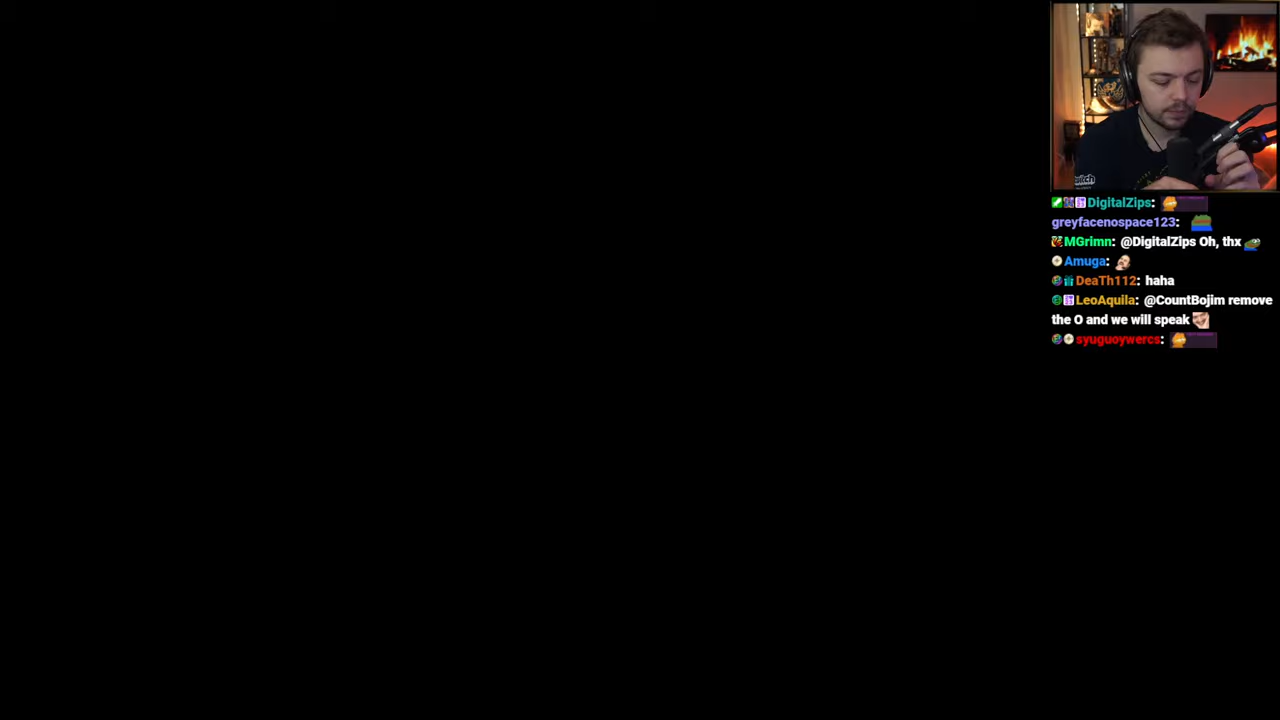 DigitalZips:
greyfacenospace123:
MGrimn: @DigitalZips Oh, thx
Amuga:
DeaTh112: haha
LeoAquila: @CountBojim remove
the O and we will speak
syuguoywercs: